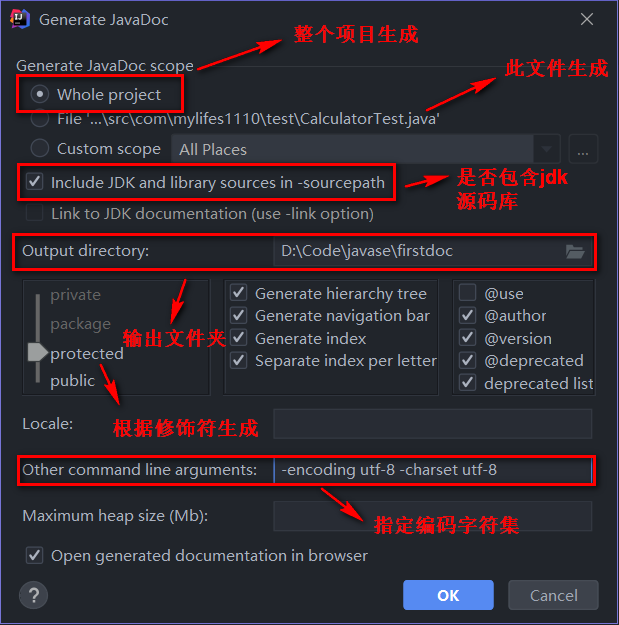 Generate JavaDoc
整个项目生成
Generate JavaDoc scope
此文件生成
Whole project
File '...\src\com\mylifes1110\test\CalculatorTest.java'
Custom scope
All Places
...
Include JDK and library sources in -sourcepath
是否包含jdk
源码库
Link to JDK documentation (use -link option)
Output directory:
D:\Code\javase\firstdoc
private
package
protected
public
输出文件夹
根据修饰符生成
Generate hierarchy tree
Generate navigation bar
Generate index
Separate index per letter
@use
@author
@version
@deprecated
deprecated list
Locale:
Other command line arguments:
-encoding utf-8 -charset utf-8
Maximum heap size (Mb):
指定编码字符集
Open generated documentation in browser
?
OK
Cancel